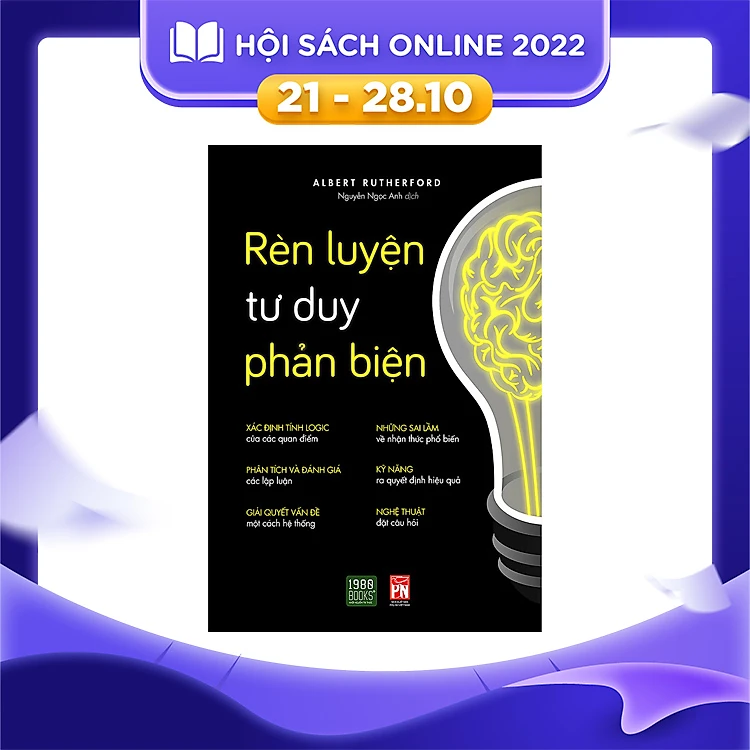 HỘI SÁCH ONLINE 2022
21 - 28.10
ALBERT RUTHERFORD
Nguyễn Ngọc Anh dịch
Rèn luyện
tư duy
phản biện
XÁC ĐỊNH TÍNH LOGIC
của các quan điểm
NHỮNG SAI LẦM
về nhận thức phổ biến
PHÂN TÍCH VÀ ĐÁNH GIÁ
các lập luận
KỸ NĂNG
ra quyết định hiệu quả
GIẢI QUYẾT VẤN ĐỀ
một cách hệ thống
NGHỆ THUẬT
đặt câu hỏi
1980
BOOKS
PN